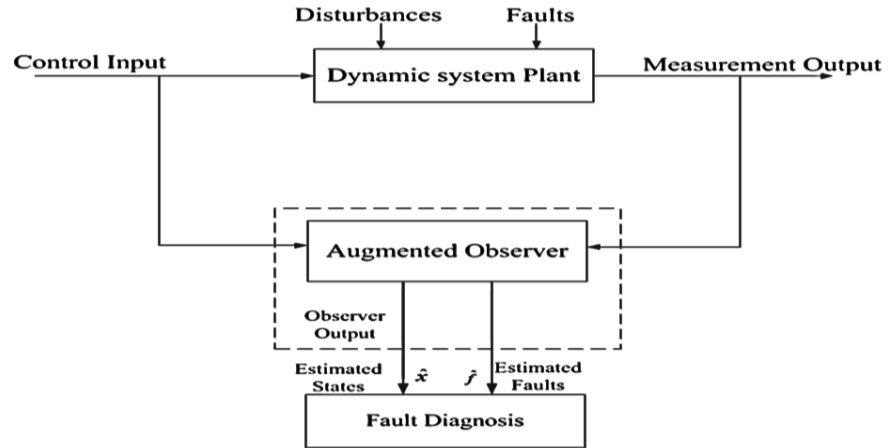 Disturbances
Faults
Control Input
Dynamic system Plant
Measurement Output
Augmented Observer
Observer
Output
Estimated
States
x̂
f̂
Estimated
Faults
Fault Diagnosis